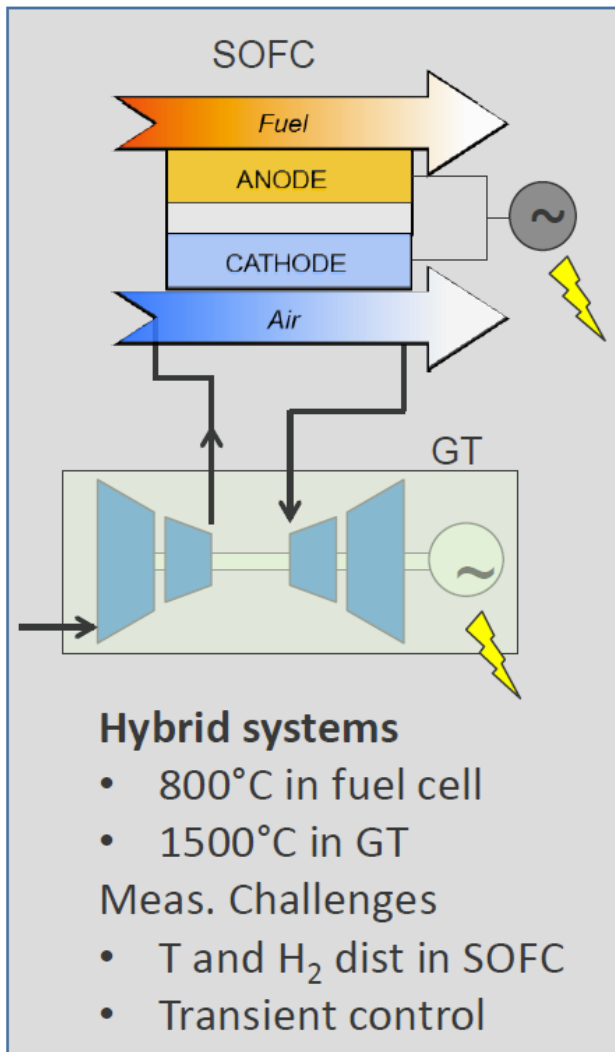 SOFC
Fuel
ANODE
~
CATHODE
Air
GT
~
Hybrid systems
• 800°C in fuel cell
• 1500°C in GT
Meas. Challenges
• T and H₂ dist in SOFC
• Transient control